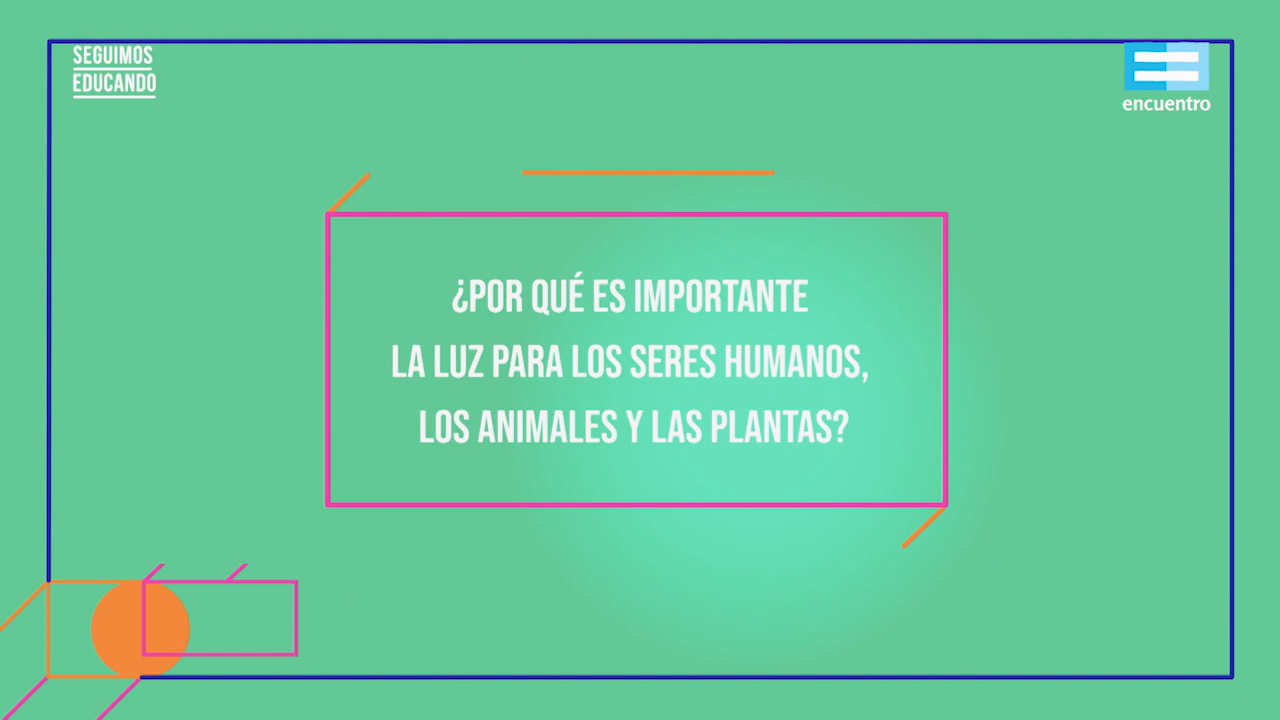 SEGUIMOS
EDUCANDO
encuentro
¿POR QUÉ ES IMPORTANTE
LA LUZ PARA LOS SERES HUMANOS,
LOS ANIMALES Y LAS PLANTAS?